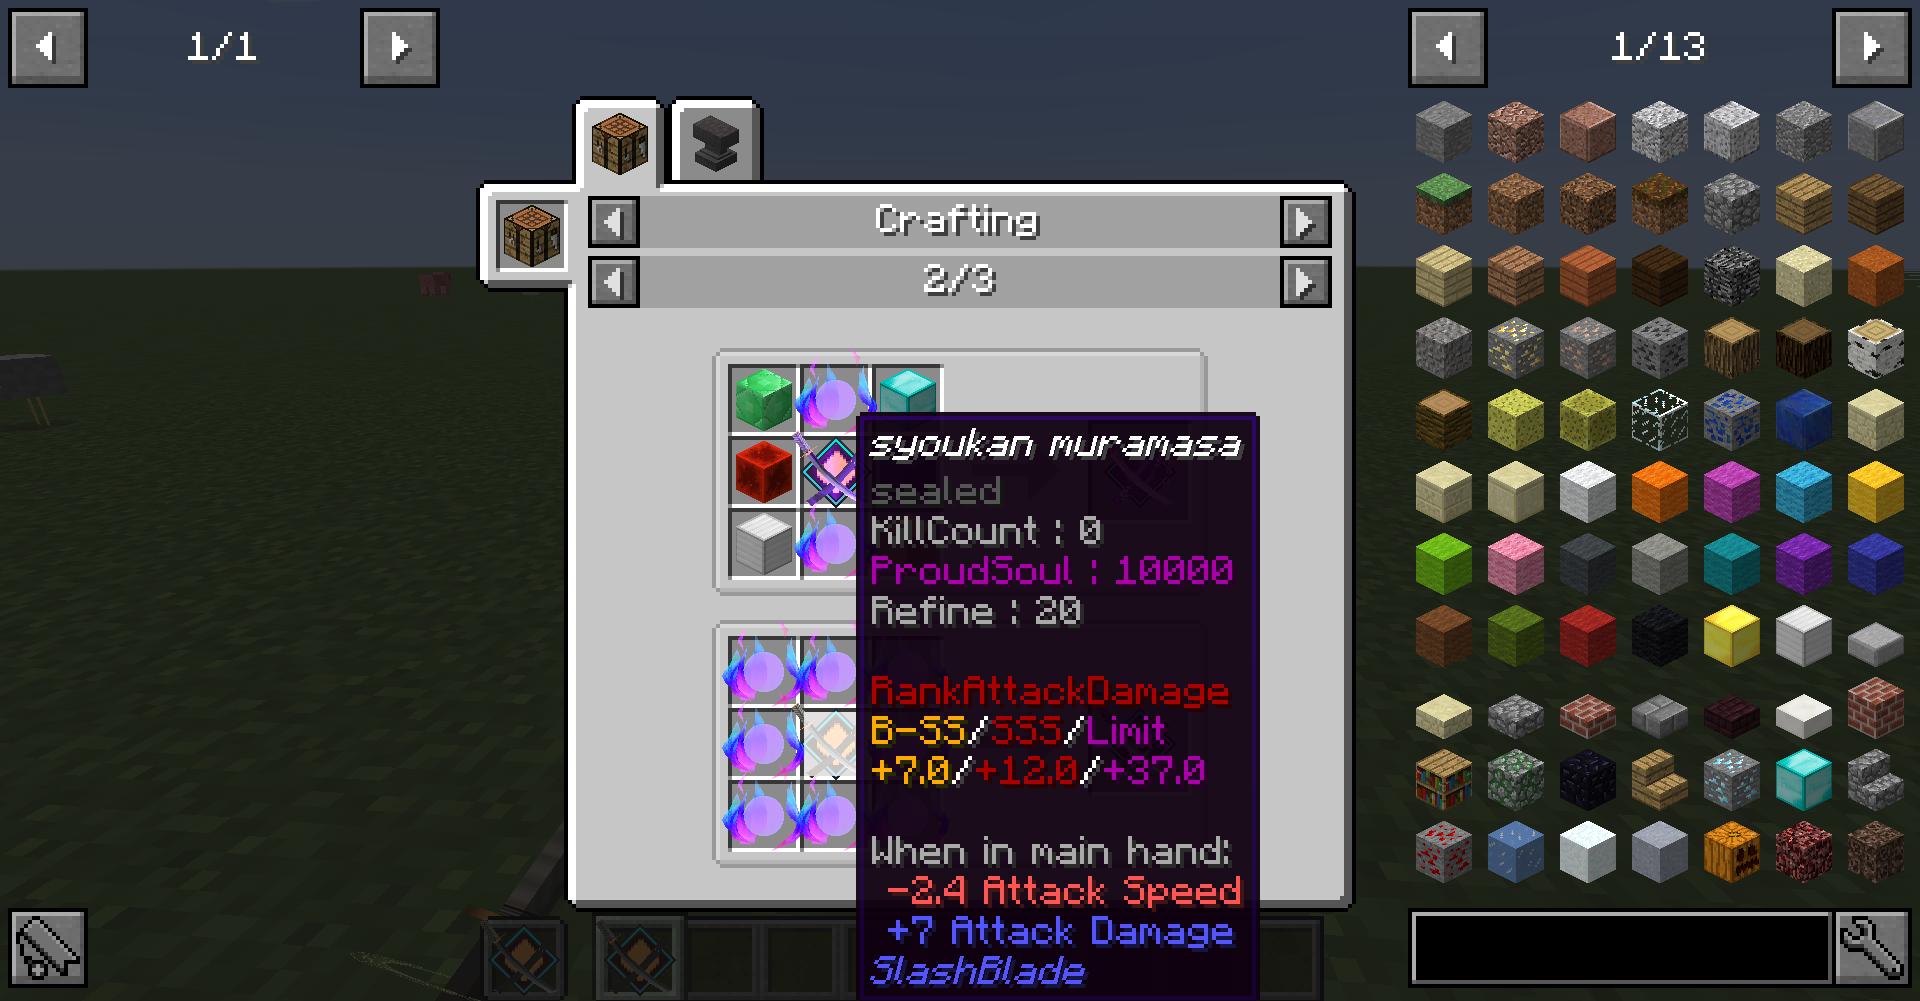 1/1
1/13
Crafting
2/3
syoukan muramasa
sealed
KillCount : 0
ProudSoul : 10000
Refine : 20
RankAttackDamage
B-SS/SSS/Limit
+7.0/+12.0/+37.0
When in main hand:
-2.4 Attack Speed
+7 Attack Damage
SlashBlade